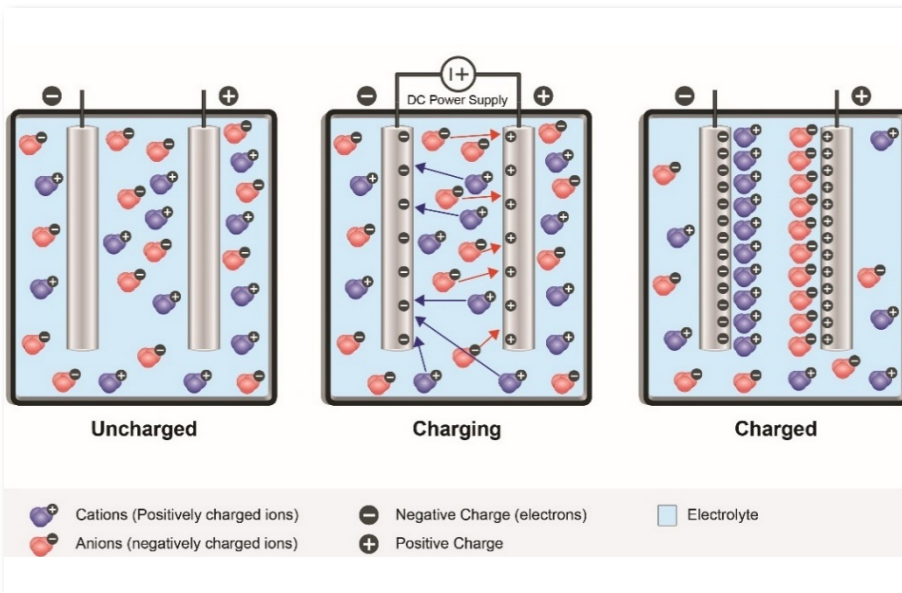 DC Power Supply
Uncharged
Charging
Charged
Cations (Positively charged ions)
Negative Charge (electrons)
Electrolyte
Anions (negatively charged ions)
Positive Charge